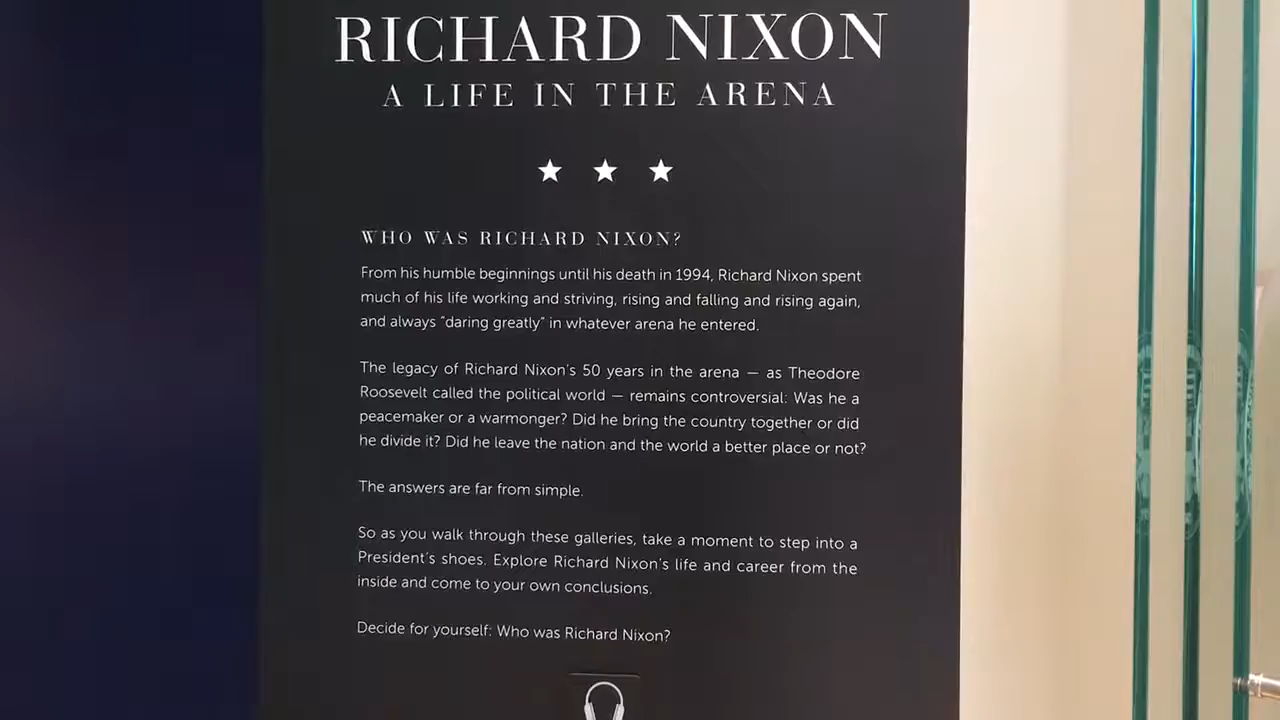 RICHARD NIXON
A LIFE IN THE ARENA
WHO WAS RICHARD NIXON?
From his humble beginnings until his death in 1994, Richard Nixon spent
much of his life working and striving, rising and falling and rising again,
and always “daring greatly” in whatever arena he entered.
The legacy of Richard Nixon's 50 years in the arena — as Theodore
Roosevelt called the political world — remains controversial: Was he a
peacemaker or a warmonger? Did he bring the country together or did
he divide it? Did he leave the nation and the world a better place or not?
The answers are far from simple.
So as you walk through these galleries, take a moment to step into a
President's shoes. Explore Richard Nixon's life and career from the
inside and come to your own conclusions.
Decide for yourself: Who was Richard Nixon?